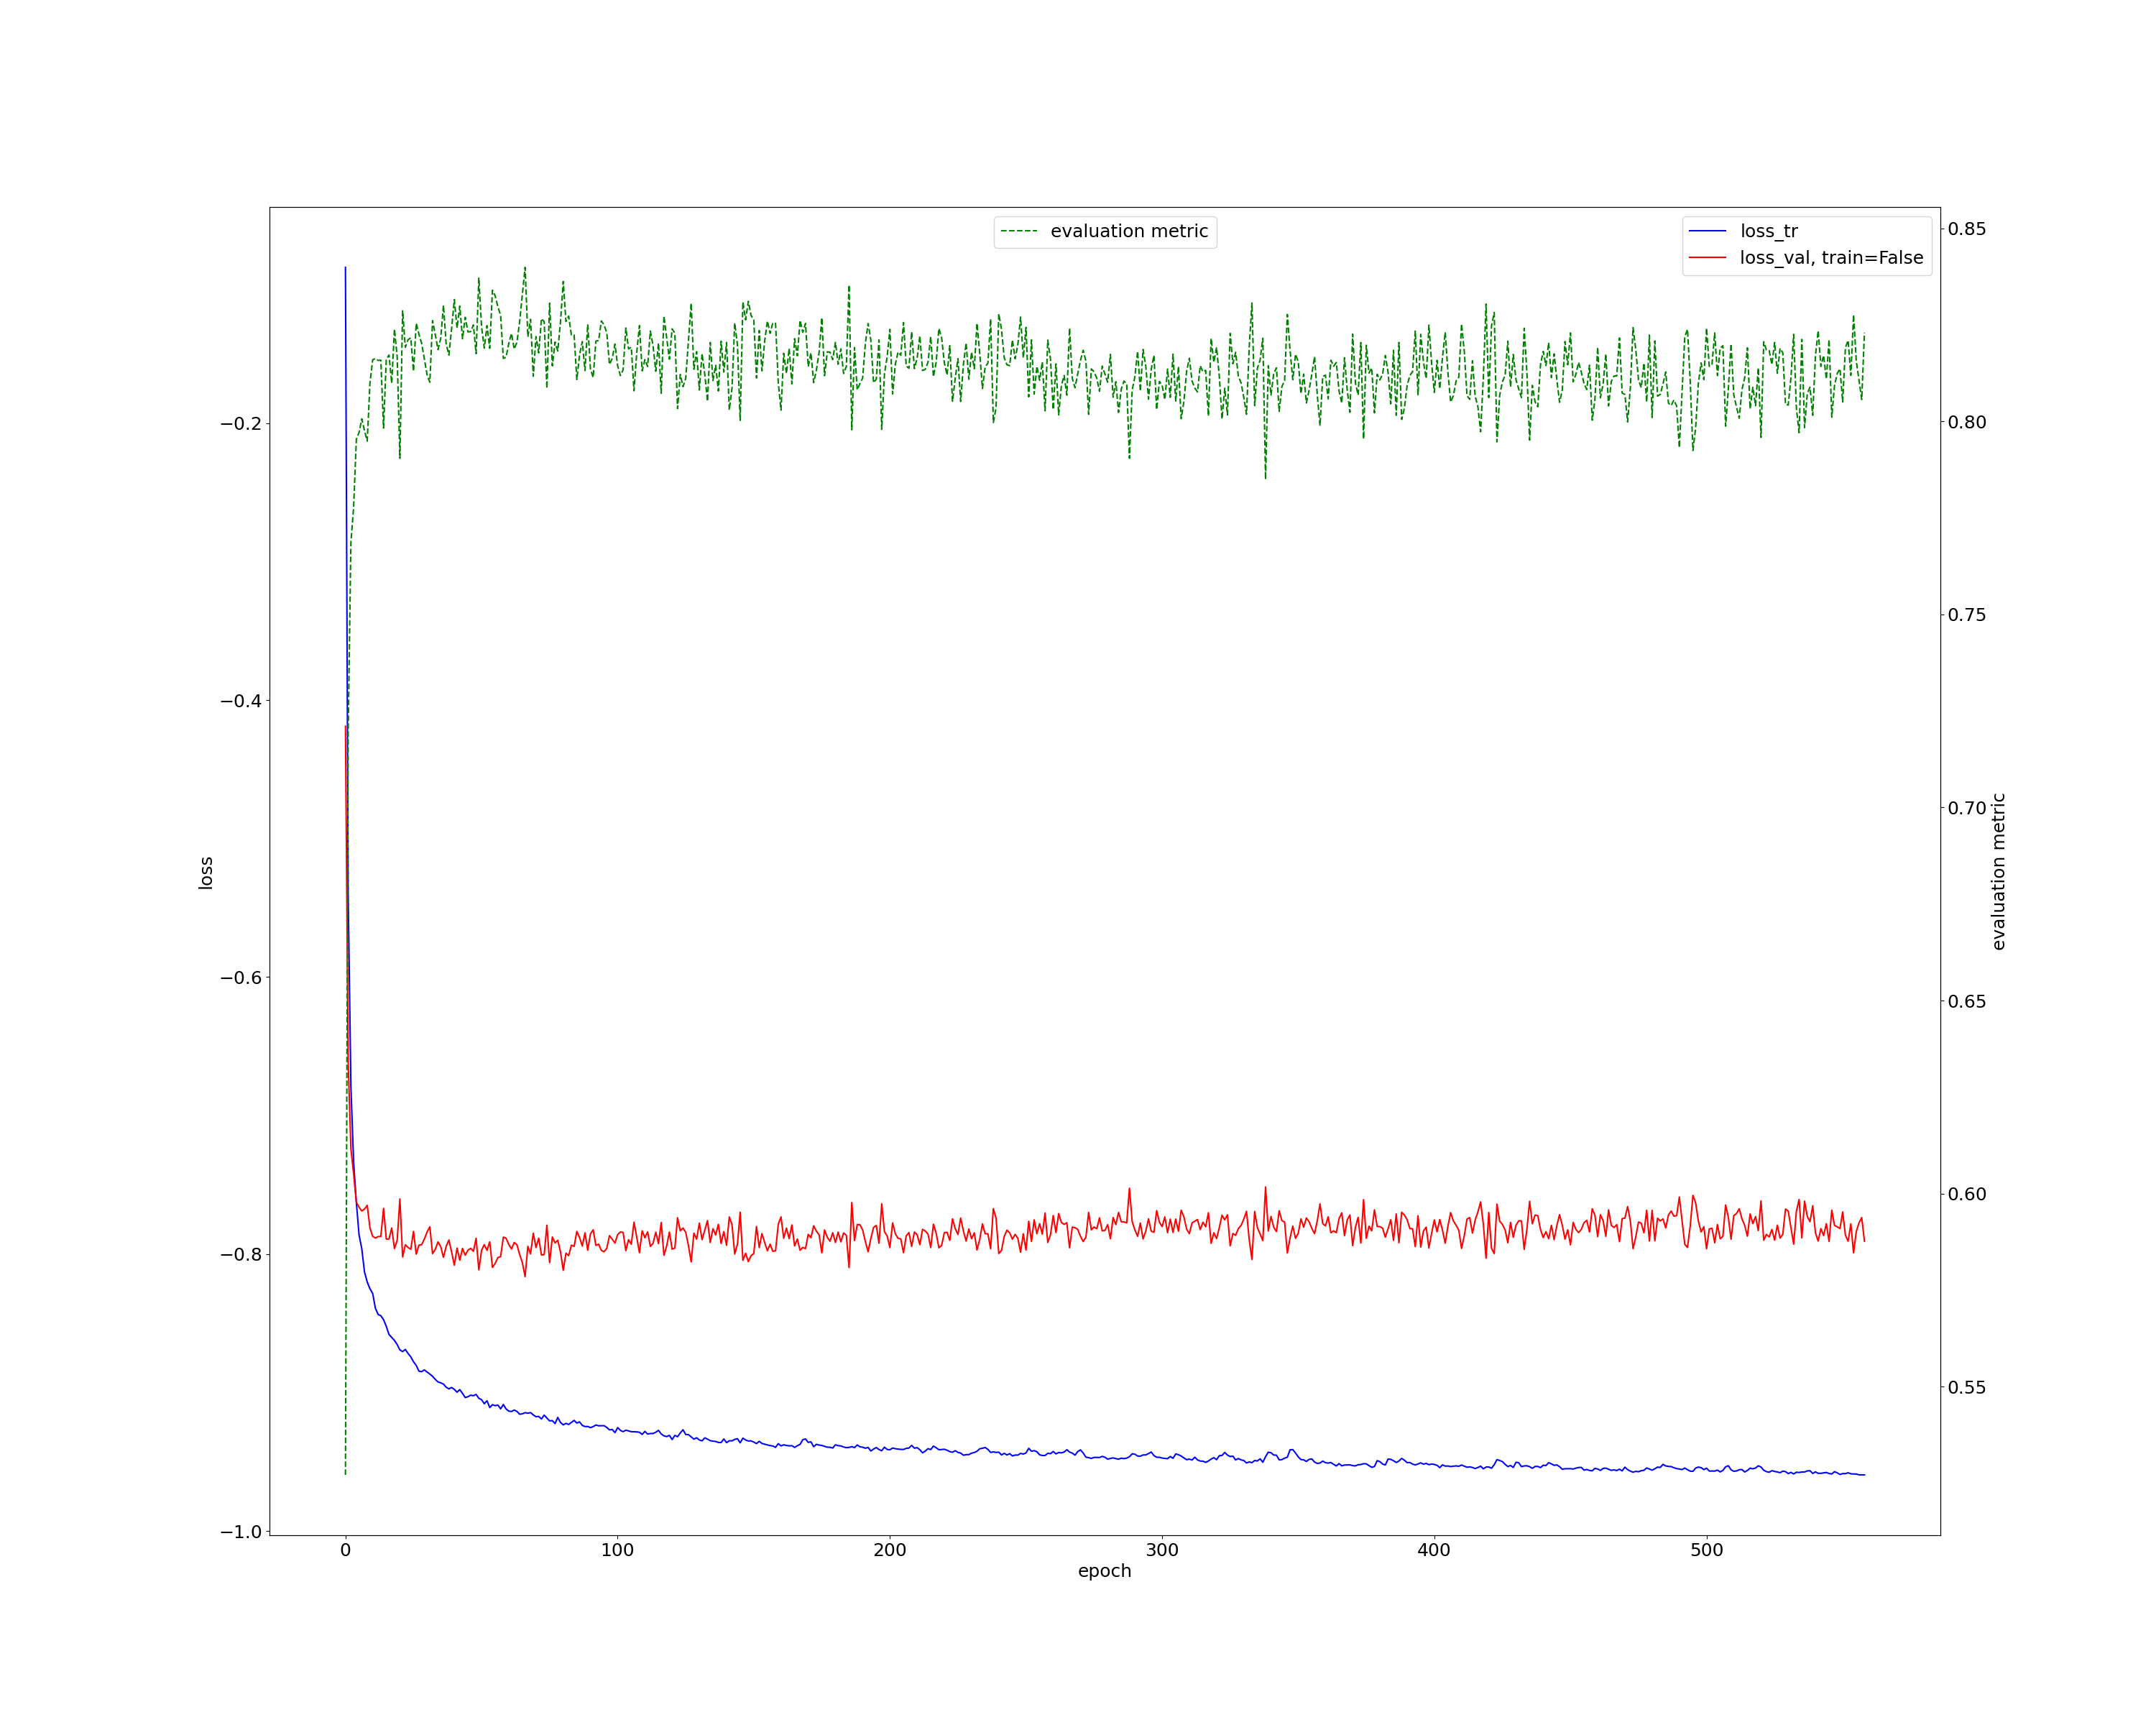 evaluation metric
loss_tr
loss_val, train=False
0.85
−0.2
0.80
0.75
−0.4
0.70
loss
evaluation metric
−0.6
0.65
0.60
−0.8
0.55
−1.0
0 100 200 300 400 500
epoch